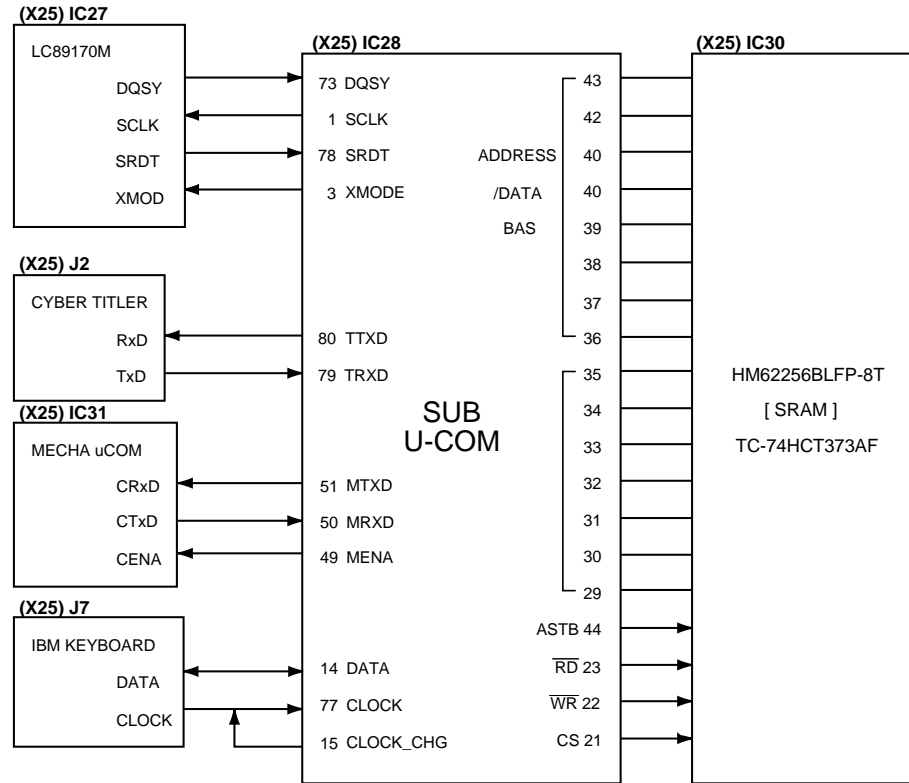 (X25) IC27
LC89170M
DQSY
SCLK
SRDT
XMOD
(X25) J2
CYBER TITLER
RxD
TxD
(X25) IC31
MECHA uCOM
CRxD
CTxD
CENA
(X25) J7
IBM KEYBOARD
DATA
CLOCK
(X25) IC28
73 DQSY
1 SCLK
78 SRDT
3 XMODE
80 TTXD
79 TRXD
51 MTXD
50 MRXD
49 MENA
14 DATA
77 CLOCK
15 CLOCK_CHG
SUB
U-COM
ADDRESS
/DATA
BAS
43
42
40
40
39
38
37
36
35
34
33
32
31
30
29
ASTB 44
RD 23
WR 22
CS 21
(X25) IC30
HM62256BLFP-8T
[ SRAM ]
TC-74HCT373AF